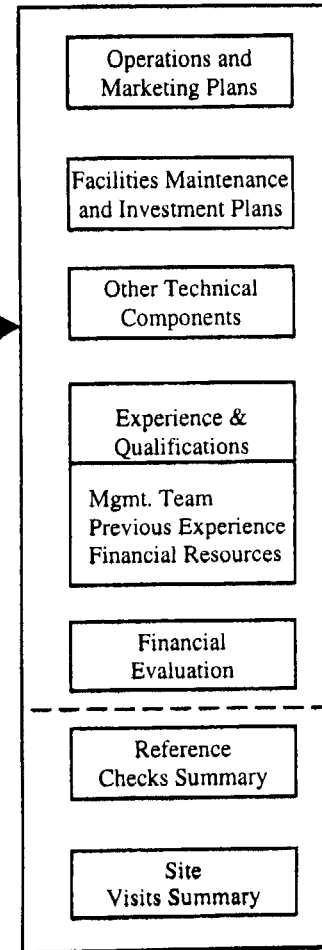 Operations and
Marketing Plans
Facilities Maintenance
and Investment Plans
Other Technical
Components
Experience &
Qualifications
Mgmt. Team
Previous Experience
Financial Resources
Financial
Evaluation
Reference
Checks Summary
Site
Visits Summary